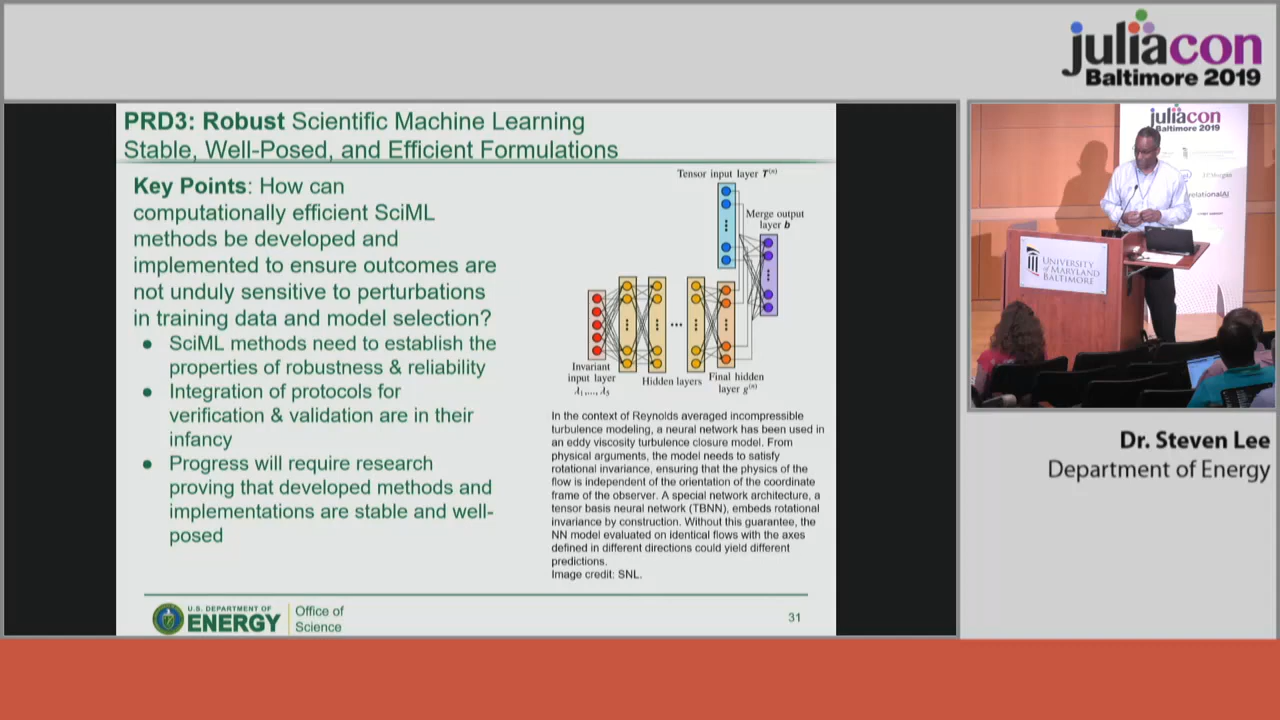 juliacon
Baltimore 2019
PRD3: Robust Scientific Machine Learning
Stable, Well-Posed, and Efficient Formulations
Key Points: How can
computationally efficient SciML
methods be developed and
implemented to ensure outcomes are
not unduly sensitive to perturbations
in training data and model selection?
● SciML methods need to establish the
properties of robustness & reliability
● Integration of protocols for
verification & validation are in their
infancy
● Progress will require research
proving that developed methods and
implementations are stable and well-
posed
Tensor input layer T(n)
Merge output
layer b
Invariant
input layer
λ1,..., λ5
Hidden layers
Final hidden
layer g(n)
In the context of Reynolds averaged incompressible
turbulence modeling, a neural network has been used in
an eddy viscosity turbulence closure model. From
physical arguments, the model needs to satisfy
rotational invariance, ensuring that the physics of the
flow is independent of the orientation of the coordinate
frame of the observer. A special network architecture, a
tensor basis neural network (TBNN), embeds rotational
invariance by construction. Without this guarantee, the
NN model evaluated on identical flows with the axes
defined in different directions could yield different
predictions.
Image credit: SNL.
U.S. DEPARTMENT OF
ENERGY
Office of
Science
31
juliacon
Baltimore 2019
relationalAI
UNIVERSITY
of MARYLAND
BALTIMORE
Dr. Steven Lee
Department of Energy